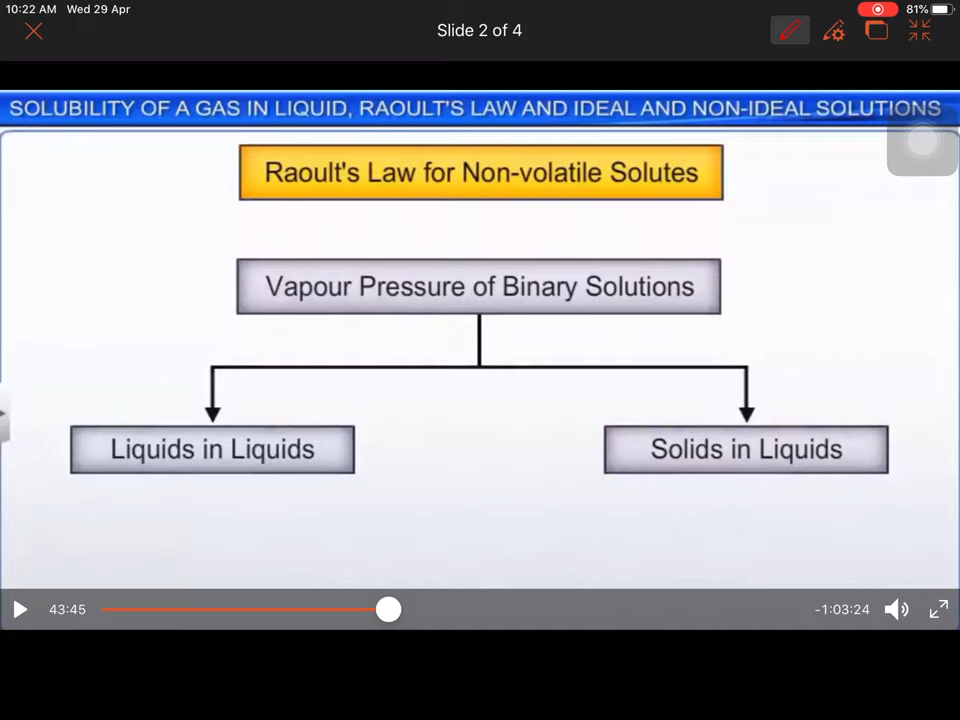 10:22 AM Wed 29 Apr
81%
Slide 2 of 4
SOLUBILITY OF A GAS IN LIQUID, RAOULT'S LAW AND IDEAL AND NON-IDEAL SOLUTIONS
Raoult's Law for Non-volatile Solutes
Vapour Pressure of Binary Solutions
Liquids in Liquids
Solids in Liquids
43:45
-1:03:24